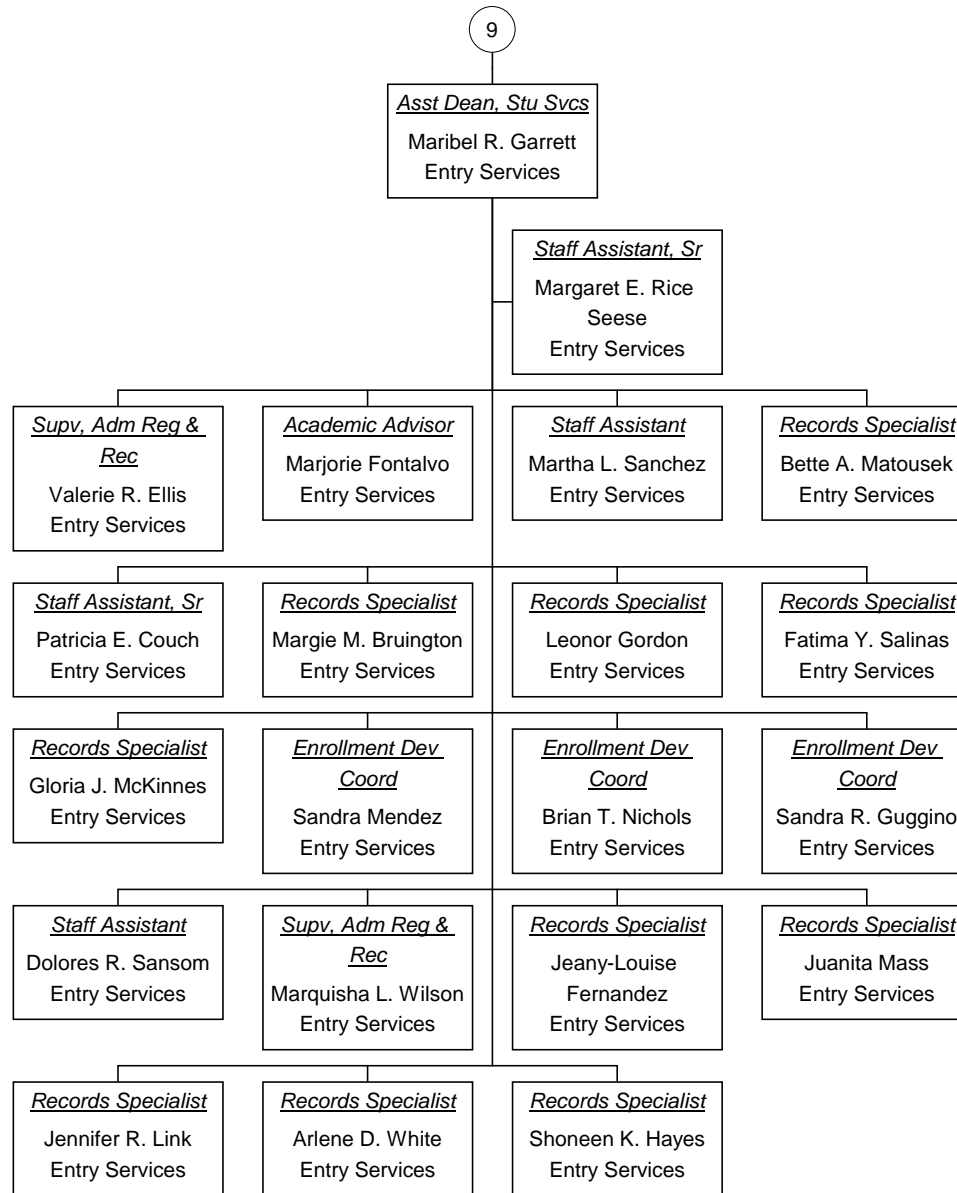 9
Asst Dean, Stu Svcs
Maribel R. Garrett
Entry Services
Staff Assistant, Sr
Margaret E. Rice
Seese
Entry Services
Supv, Adm Reg &
Rec
Valerie R. Ellis
Entry Services
Academic Advisor
Marjorie Fontalvo
Entry Services
Staff Assistant
Martha L. Sanchez
Entry Services
Records Specialist
Bette A. Matousek
Entry Services
Staff Assistant, Sr
Patricia E. Couch
Entry Services
Records Specialist
Margie M. Bruington
Entry Services
Records Specialist
Leonor Gordon
Entry Services
Records Specialist
Fatima Y. Salinas
Entry Services
Records Specialist
Gloria J. McKinnes
Entry Services
Enrollment Dev
Coord
Sandra Mendez
Entry Services
Enrollment Dev
Coord
Brian T. Nichols
Entry Services
Enrollment Dev
Coord
Sandra R. Guggino
Entry Services
Staff Assistant
Dolores R. Sansom
Entry Services
Supv, Adm Reg &
Rec
Marquisha L. Wilson
Entry Services
Records Specialist
Jeany-Louise
Fernandez
Entry Services
Records Specialist
Juanita Mass
Entry Services
Records Specialist
Jennifer R. Link
Entry Services
Records Specialist
Arlene D. White
Entry Services
Records Specialist
Shoneen K. Hayes
Entry Services